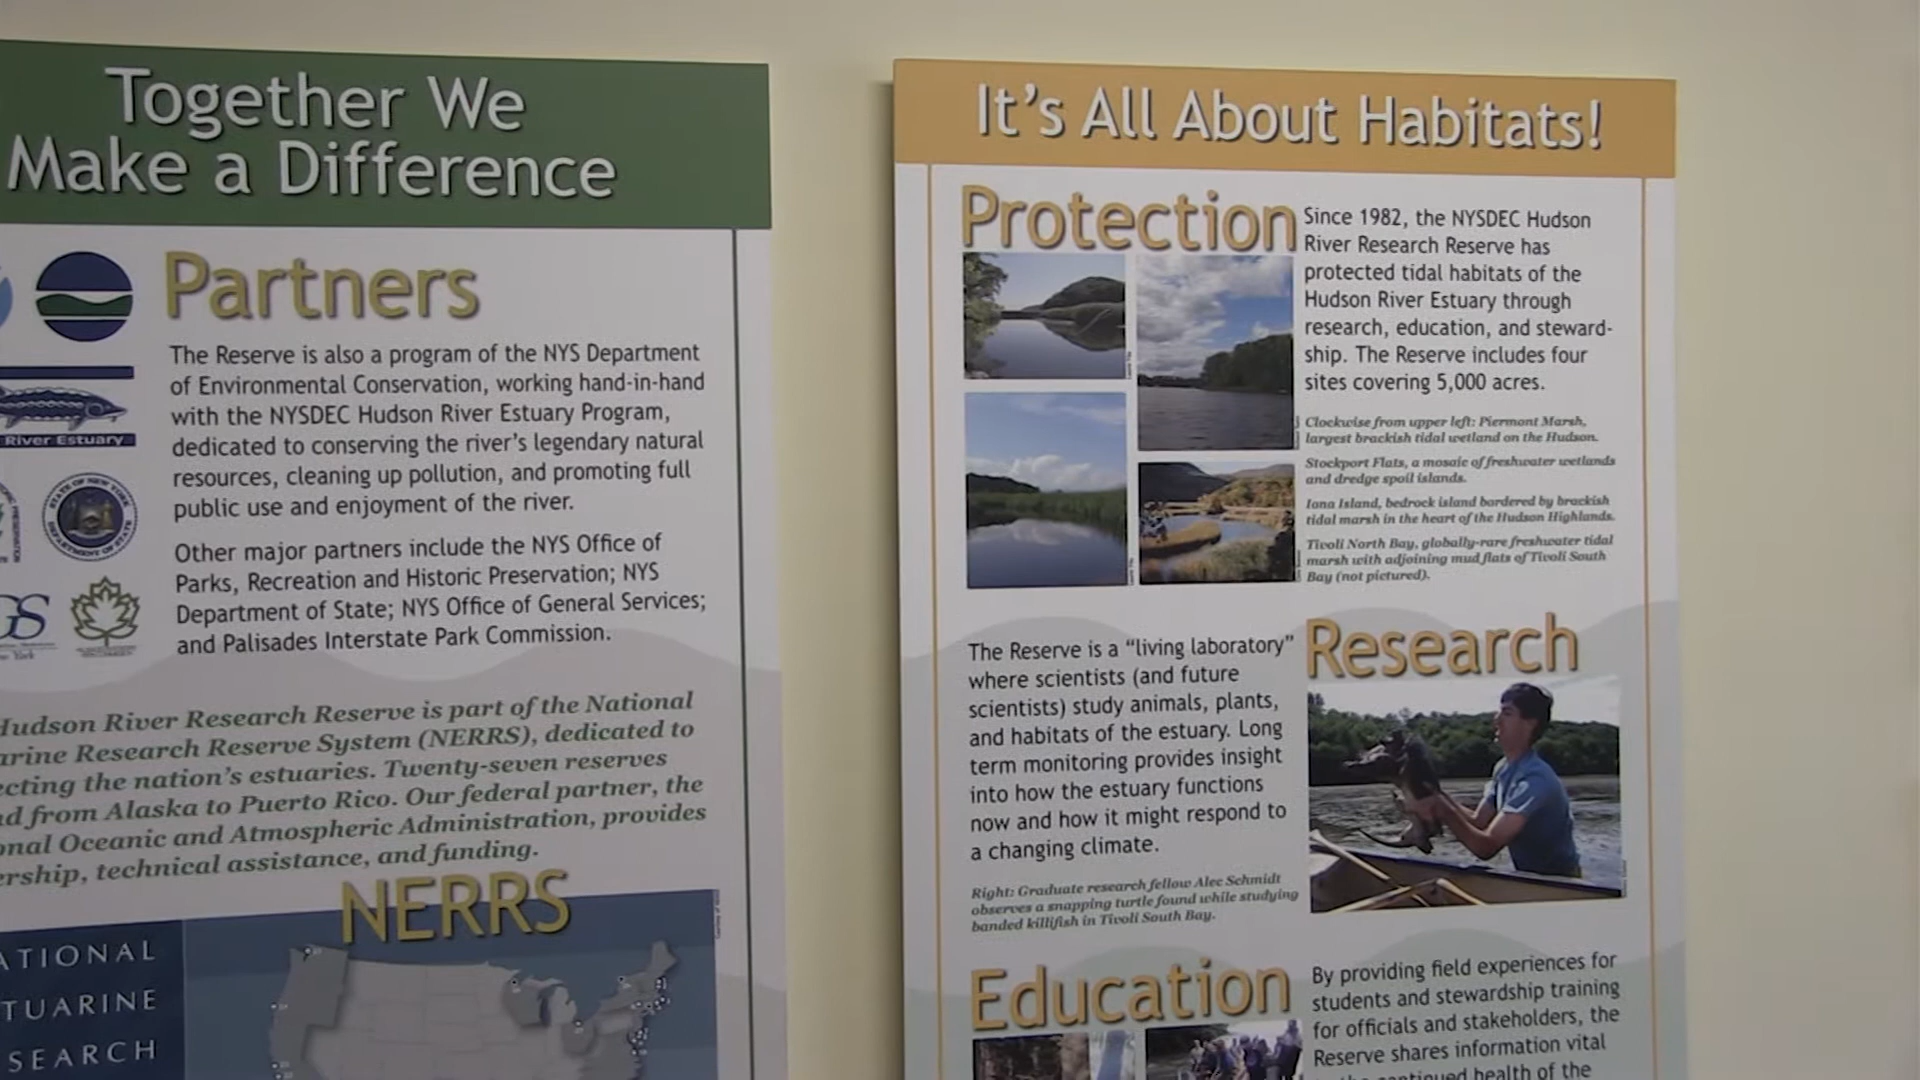 Together We
Make a Difference
Partners
The Reserve is also a program of the NYS Department
of Environmental Conservation, working hand-in-hand
with the NYSDEC Hudson River Estuary Program,
dedicated to conserving the river's legendary natural
resources, cleaning up pollution, and promoting full
public use and enjoyment of the river.
Other major partners include the NYS Office of
Parks, Recreation and Historic Preservation; NYS
Department of State; NYS Office of General Services;
and Palisades Interstate Park Commission.
River Estuary
STATE OF NEW YORK
DEPARTMENT OF STATE
GS
York
Hudson River Research Reserve is part of the National
arine Research Reserve System (NERRS), dedicated to
ecting the nation's estuaries. Twenty-seven reserves
d from Alaska to Puerto Rico. Our federal partner, the
onal Oceanic and Atmospheric Administration, provides
ership, technical assistance, and funding.
NERRS
ATIONAL
TUARINE
SEARCH
It's All About Habitats!
Protection
Since 1982, the NYSDEC Hudson
River Research Reserve has
protected tidal habitats of the
Hudson River Estuary through
research, education, and steward-
ship. The Reserve includes four
sites covering 5,000 acres.
Clockwise from upper left: Piermont Marsh,
largest brackish tidal wetland on the Hudson.
Stockport Flats, a mosaic of freshwater wetlands
and dredge spoil islands.
Iona Island, bedrock island bordered by brackish
tidal marsh in the heart of the Hudson Highlands.
Tivoli North Bay, globally-rare freshwater tidal
marsh with adjoining mud flats of Tivoli South
Bay (not pictured).
Research
The Reserve is a “living laboratory”
where scientists (and future
scientists) study animals, plants,
and habitats of the estuary. Long
term monitoring provides insight
into how the estuary functions
now and how it might respond to
a changing climate.
Right: Graduate research fellow Alec Schmidt
observes a snapping turtle found while studying
banded killifish in Tivoli South Bay.
Education
By providing field experiences for
students and stewardship training
for officials and stakeholders, the
Reserve shares information vital
continued health of the